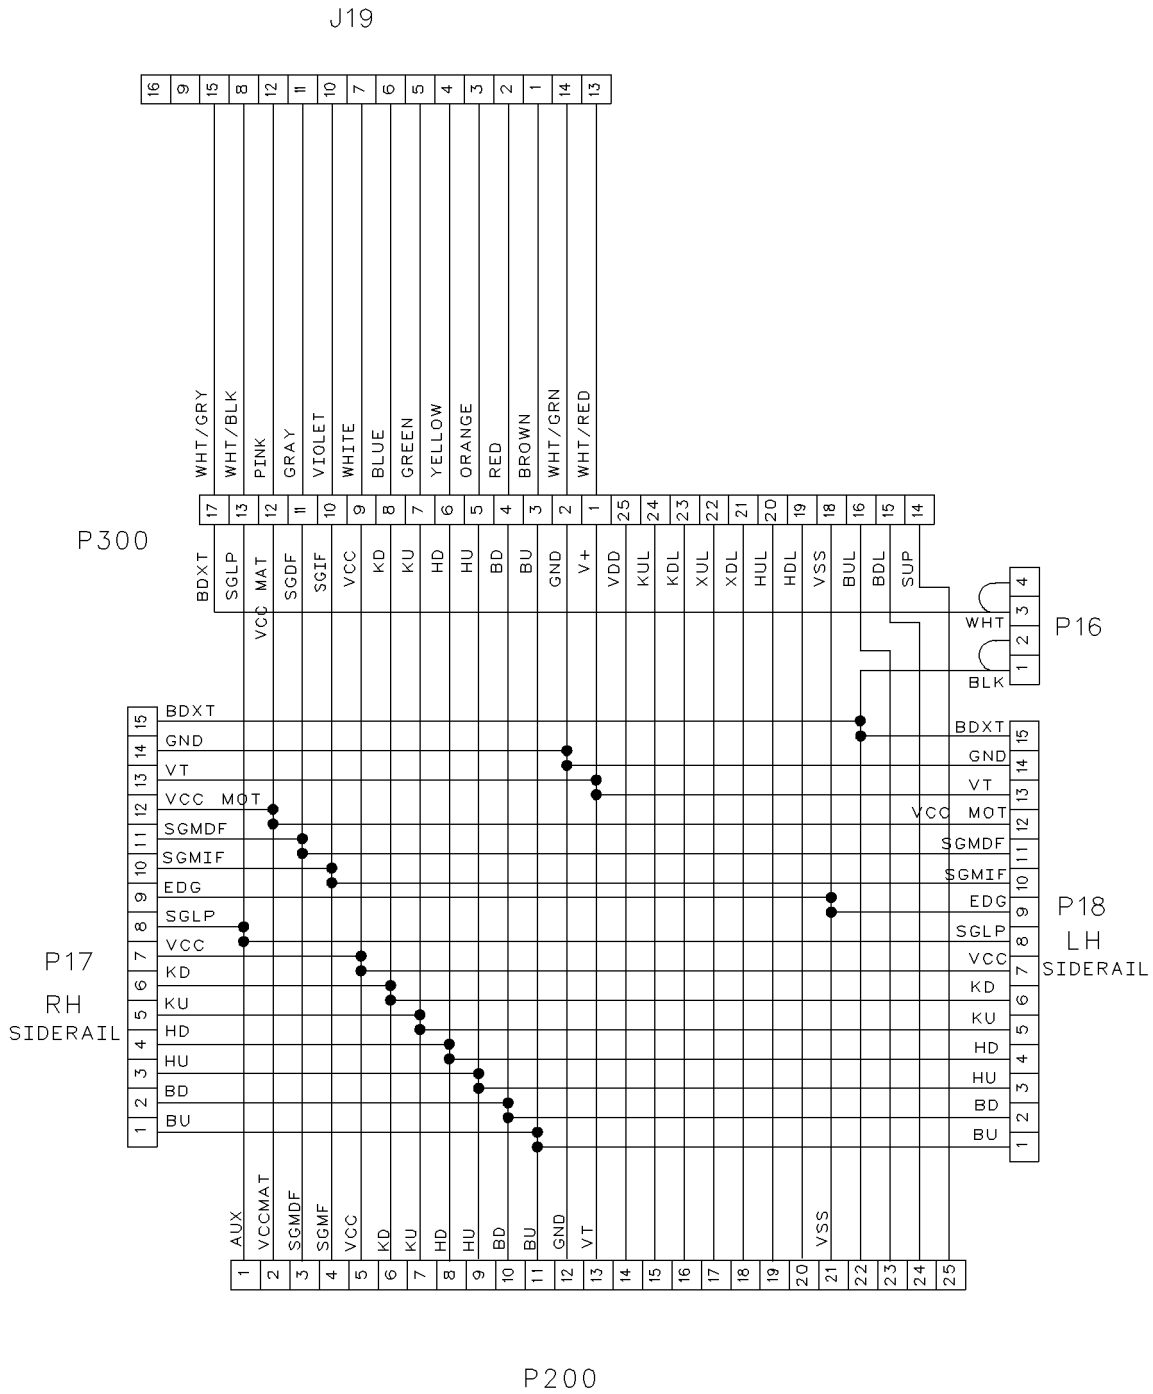 J19
16 9 15 8 12 11 10 7 6 5 4 3 2 1 14 13
WHT/GRY
WHT/BLK
PINK
GRAY
VIOLET
WHITE
BLUE
GREEN
YELLOW
ORANGE
RED
BROWN
WHT/GRN
WHT/RED
P300
17 13 12 11 10 9 8 7 6 5 4 3 2 1 25 24 23 22 21 20 19 18 16 15 14
BDXT
SGLP
VCC MAT
SGDF
SGIF
VCC
KD
KU
HD
HU
BD
BU
GND
V+
VDD
KUL
KDL
XUL
XDL
HUL
HDL
VSS
BUL
BDL
SUP
4
3
2
1
P16
WHT
BLK
15 BDXT
14 GND
13 VT
12 VCC MOT
11 SGMDF
10 SGMIF
9 EDG
8 SGLP
7 VCC
6 KD
5 KU
4 HD
3 HU
2 BD
1 BU
P17
RH
SIDERAIL
BDXT 15
GND 14
VT 13
VCC MOT 12
SGMDF 11
SGMIF 10
EDG 9
SGLP 8
VCC 7
KD 6
KU 5
HD 4
HU 3
BD 2
BU 1
P18
LH
SIDERAIL
AUX
VCCMAT
SGMDF
SGMF
VCC
KD
KU
HD
HU
BD
BU
GND
VT
VSS
1 2 3 4 5 6 7 8 9 10 11 12 13 14 15 16 17 18 19 20 21 22 23 24 25
P200